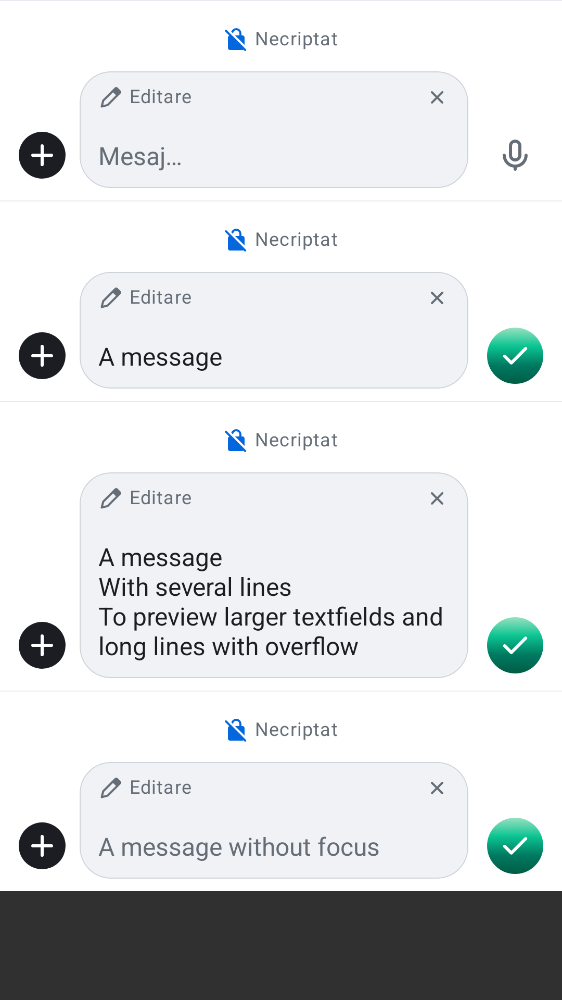 Necriptat
Editare
Mesaj…
Necriptat
Editare
A message
Necriptat
Editare
A message
With several lines
To preview larger textfields and
long lines with overflow
Necriptat
Editare
A message without focus